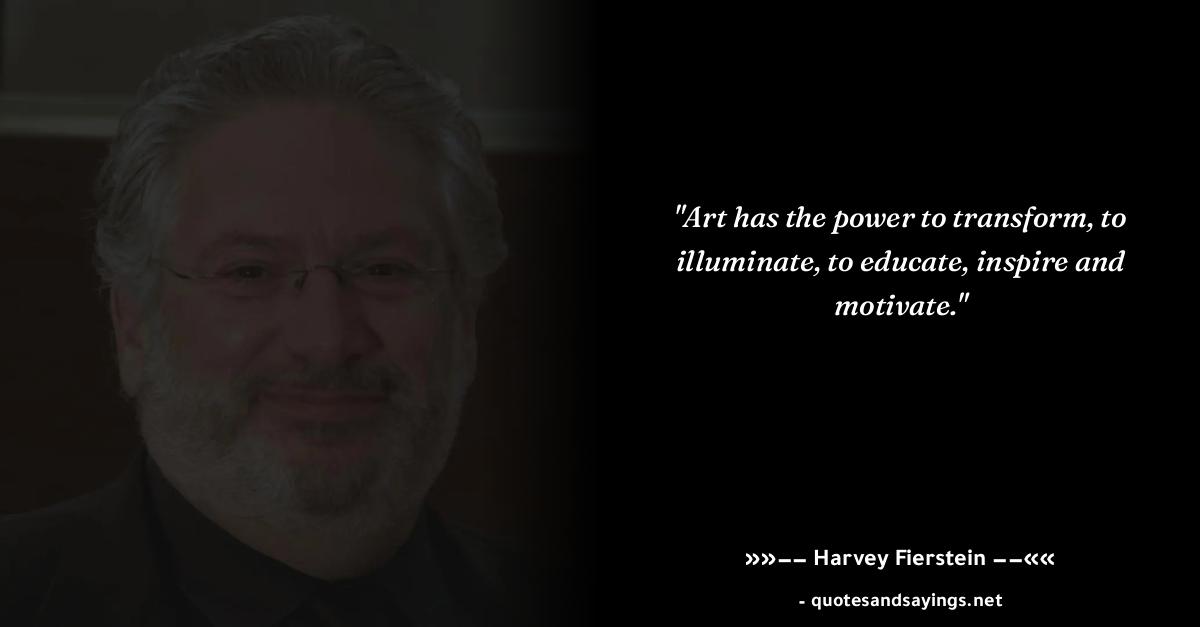 "Art has the power to transform, to
illuminate, to educate, inspire and
motivate."
»»–– Harvey Fierstein ––««
- quotesandsayings.net